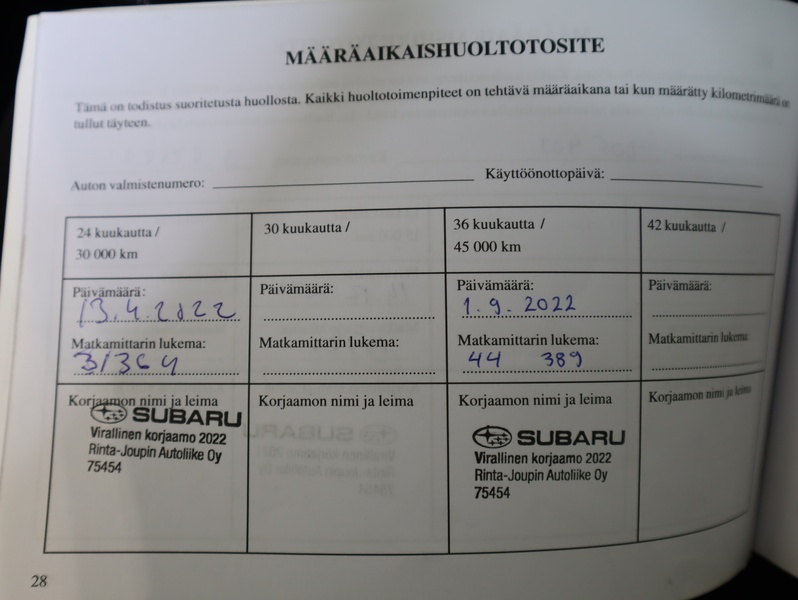 MÄÄRÄAIKAISHUOLTOTOSITE
Tämä on todistus suoritetusta huollosta. Kaikki huoltotoimenpiteet on tehtävä määräaikana tai kun määrätty kilometrimäärä on
tullut täyteen.
Auton valmistenumero: Käyttöönottopäivä:
24 kuukautta /
30 000 km
30 kuukautta /
36 kuukautta /
45 000 km
42 kuukautta /
Päivämäärä:
13.4.2022
Päivämäärä:
Päivämäärä:
1.9.2022
Päivämäärä:
Matkamittarin lukema:
31364
Matkamittarin lukema:
Matkamittarin lukema:
44 389
Matkamittarin lukema:
Korjaamon nimi ja leima
SUBARU
Virallinen korjaamo 2022
Rinta-Joupin Autoliike Oy
75454
Korjaamon nimi ja leima
Korjaamon nimi ja leima
SUBARU
Virallinen korjaamo 2022
Rinta-Joupin Autoliike Oy
75454
Korjaamon nimi ja leima
28